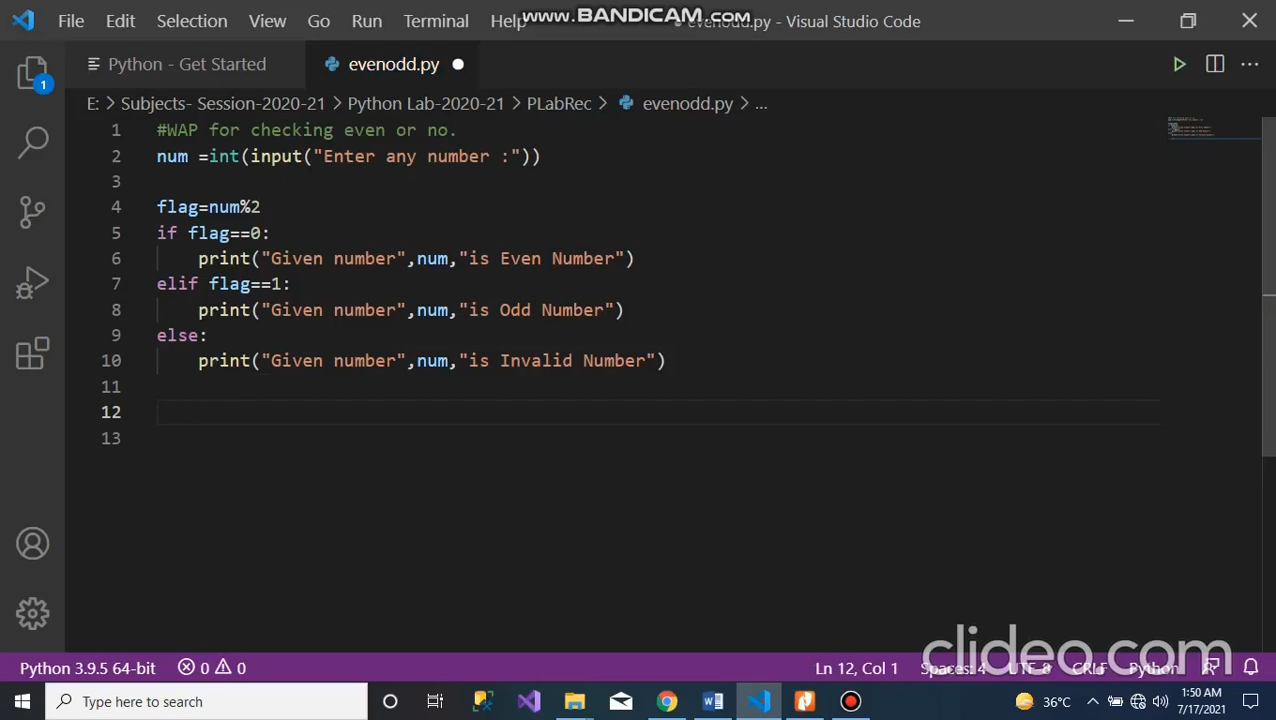 File Edit Selection View Go Run Terminal Help
www.BANDICAM.com
evenodd.py - Visual Studio Code
Python - Get Started
evenodd.py
E: > Subjects- Session-2020-21 > Python Lab-2020-21 > PLabRec > evenodd.py > ...
1 #WAP for checking even or no.
2 num =int(input("Enter any number :"))
3
4 flag=num%2
5 if flag==0:
6 print("Given number",num,"is Even Number")
7 elif flag==1:
8 print("Given number",num,"is Odd Number")
9 else:
10 print("Given number",num,"is Invalid Number")
11
12
13
1
clideo.com
Python 3.9.5 64-bit 0 0 Ln 12, Col 1 Spaces: 4 UTF-8 CRLF Python
Type here to search
36°C
1:50 AM
7/17/2021